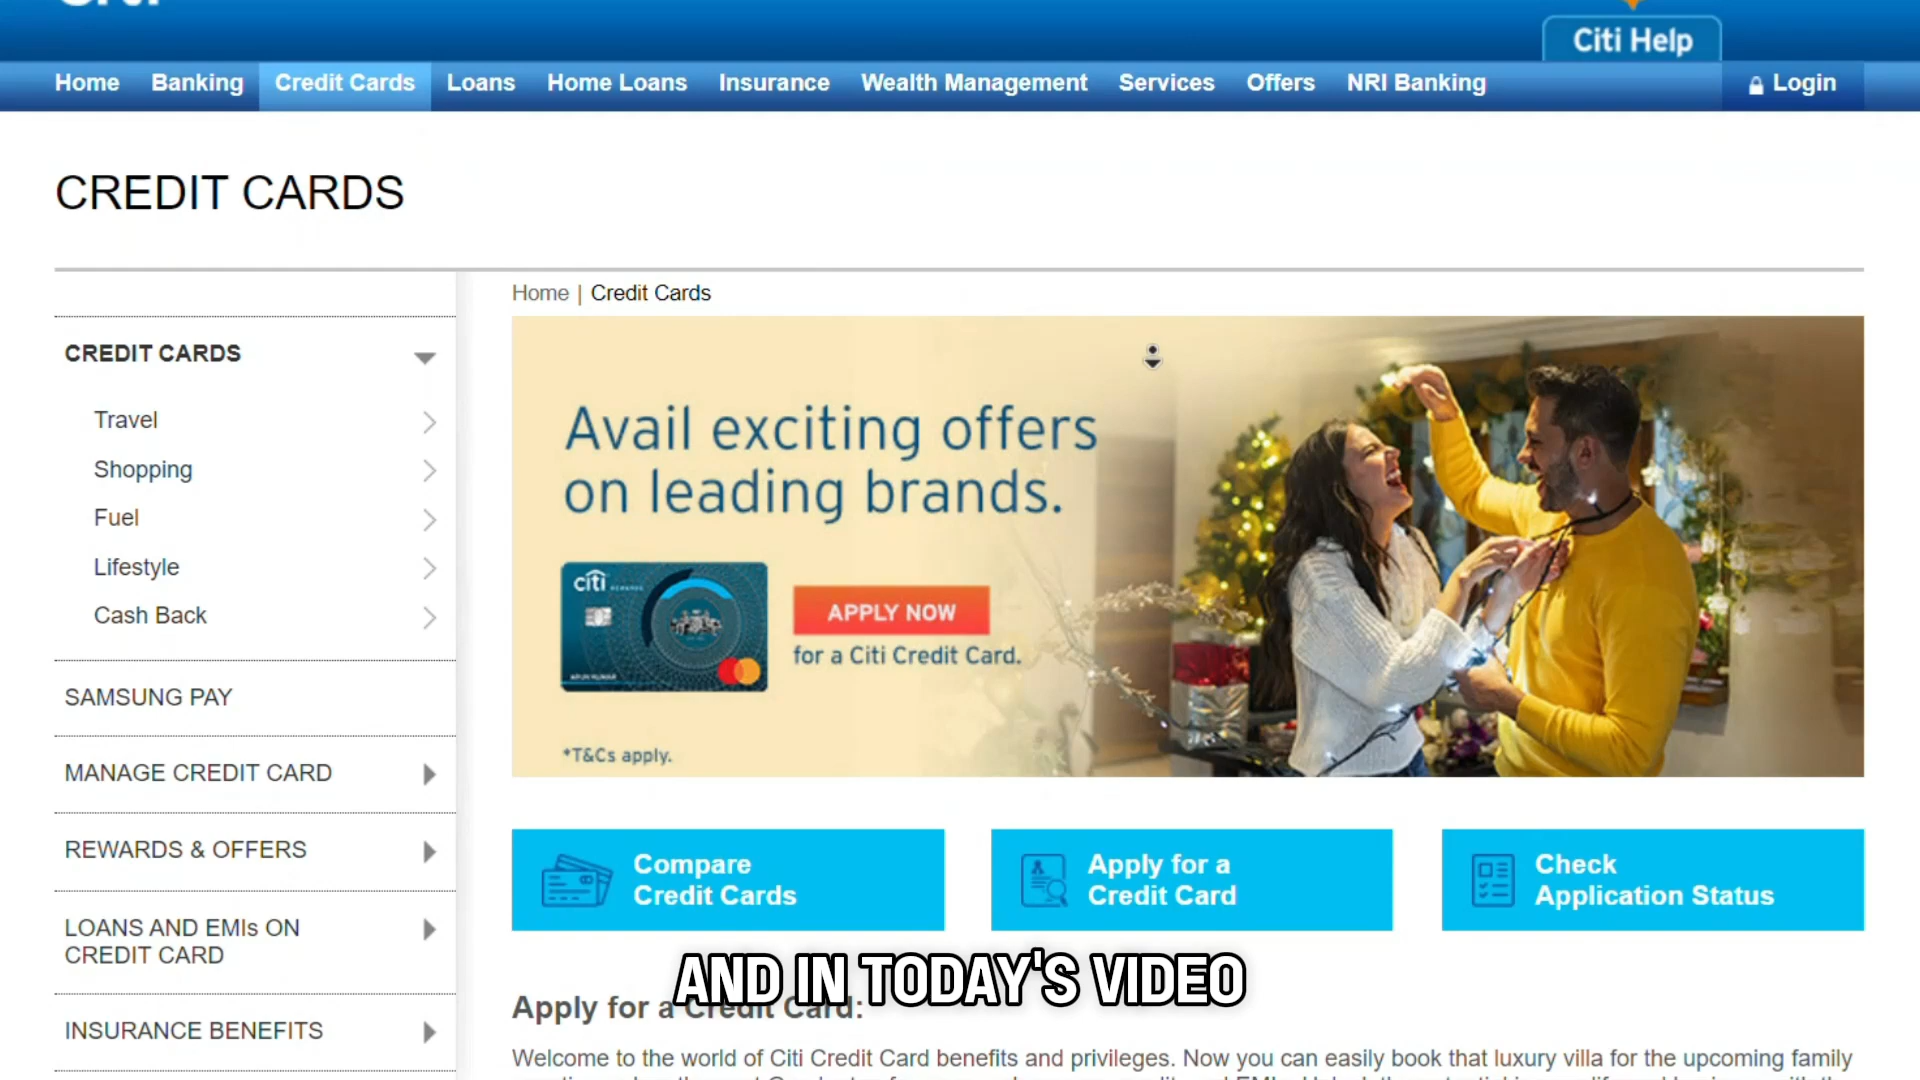 Citi Help
Home Banking Credit Cards Loans Home Loans Insurance Wealth Management Services Offers NRI Banking Login
CREDIT CARDS
Home | Credit Cards
CREDIT CARDS
Travel
Shopping
Fuel
Lifestyle
Cash Back
SAMSUNG PAY
MANAGE CREDIT CARD
REWARDS & OFFERS
LOANS AND EMIs ON
CREDIT CARD
INSURANCE BENEFITS
Avail exciting offers
on leading brands.
citi
APPLY NOW
for a Citi Credit Card.
*T&Cs apply.
Compare
Credit Cards
Apply for a
Credit Card
Check
Application Status
AND IN TODAY'S VIDEO
Apply for a Credit Card:
Welcome to the world of Citi Credit Card benefits and privileges. Now you can easily book that luxury villa for the upcoming family